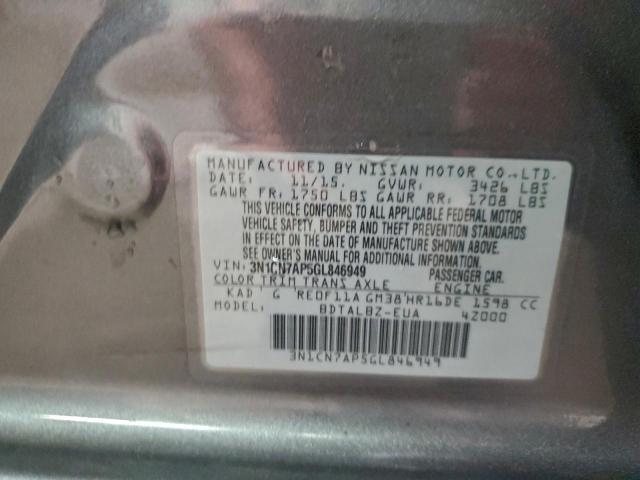 MANUFACTURED BY NISSAN MOTOR CO.,LTD.
DATE: 11/15. GVWR: 3426 LBS
GAWR FR: 1750 LBS GAWR RR: 1708 LBS
THIS VEHICLE CONFORMS TO ALL APPLICABLE FEDERAL MOTOR
VEHICLE SAFETY, BUMPER AND THEFT PREVENTION STANDARDS
IN EFFECT ON THE DATE OF MANUFACTURE SHOWN ABOVE.
SEE OWNER'S MANUAL FOR ADDITIONAL INFORMATION.
VIN: 3N1CN7AP5GL846949 PASSENGER CAR.
COLOR TRIM TRANS AXLE ENGINE
KAD G RE0F11A GM38 HR16DE 1598 CC
MODEL: BDTALBZ-EUA 4Z000
3N1CN7AP5GL846949